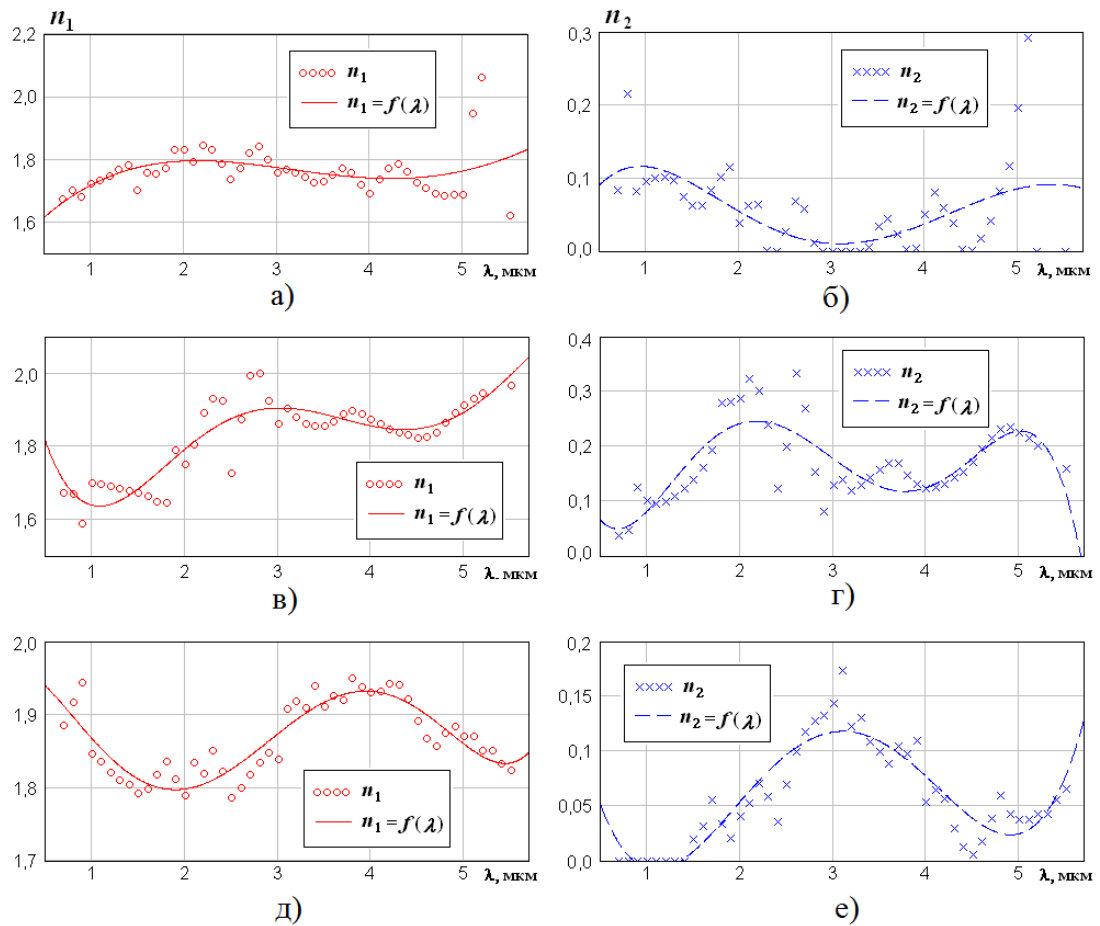 n₁
2,2
2,0
1,8
1,6
n₁
n₁ = f(λ)
1 2 3 4 5 λ, мкм
а)
n₂
0,3
0,2
0,1
0,0
n₂
n₂ = f(λ)
1 2 3 4 5 λ, мкм
б)
2,0
1,8
1,6
n₁
n₁ = f(λ)
1 2 3 4 5 λ, мкм
в)
0,4
0,3
0,2
0,1
0,0
n₂
n₂ = f(λ)
1 2 3 4 5 λ, мкм
г)
2,0
1,9
1,8
1,7
n₁
n₁ = f(λ)
1 2 3 4 5 λ, мкм
д)
0,2
0,15
0,1
0,05
0,0
n₂
n₂ = f(λ)
1 2 3 4 5 λ, мкм
е)